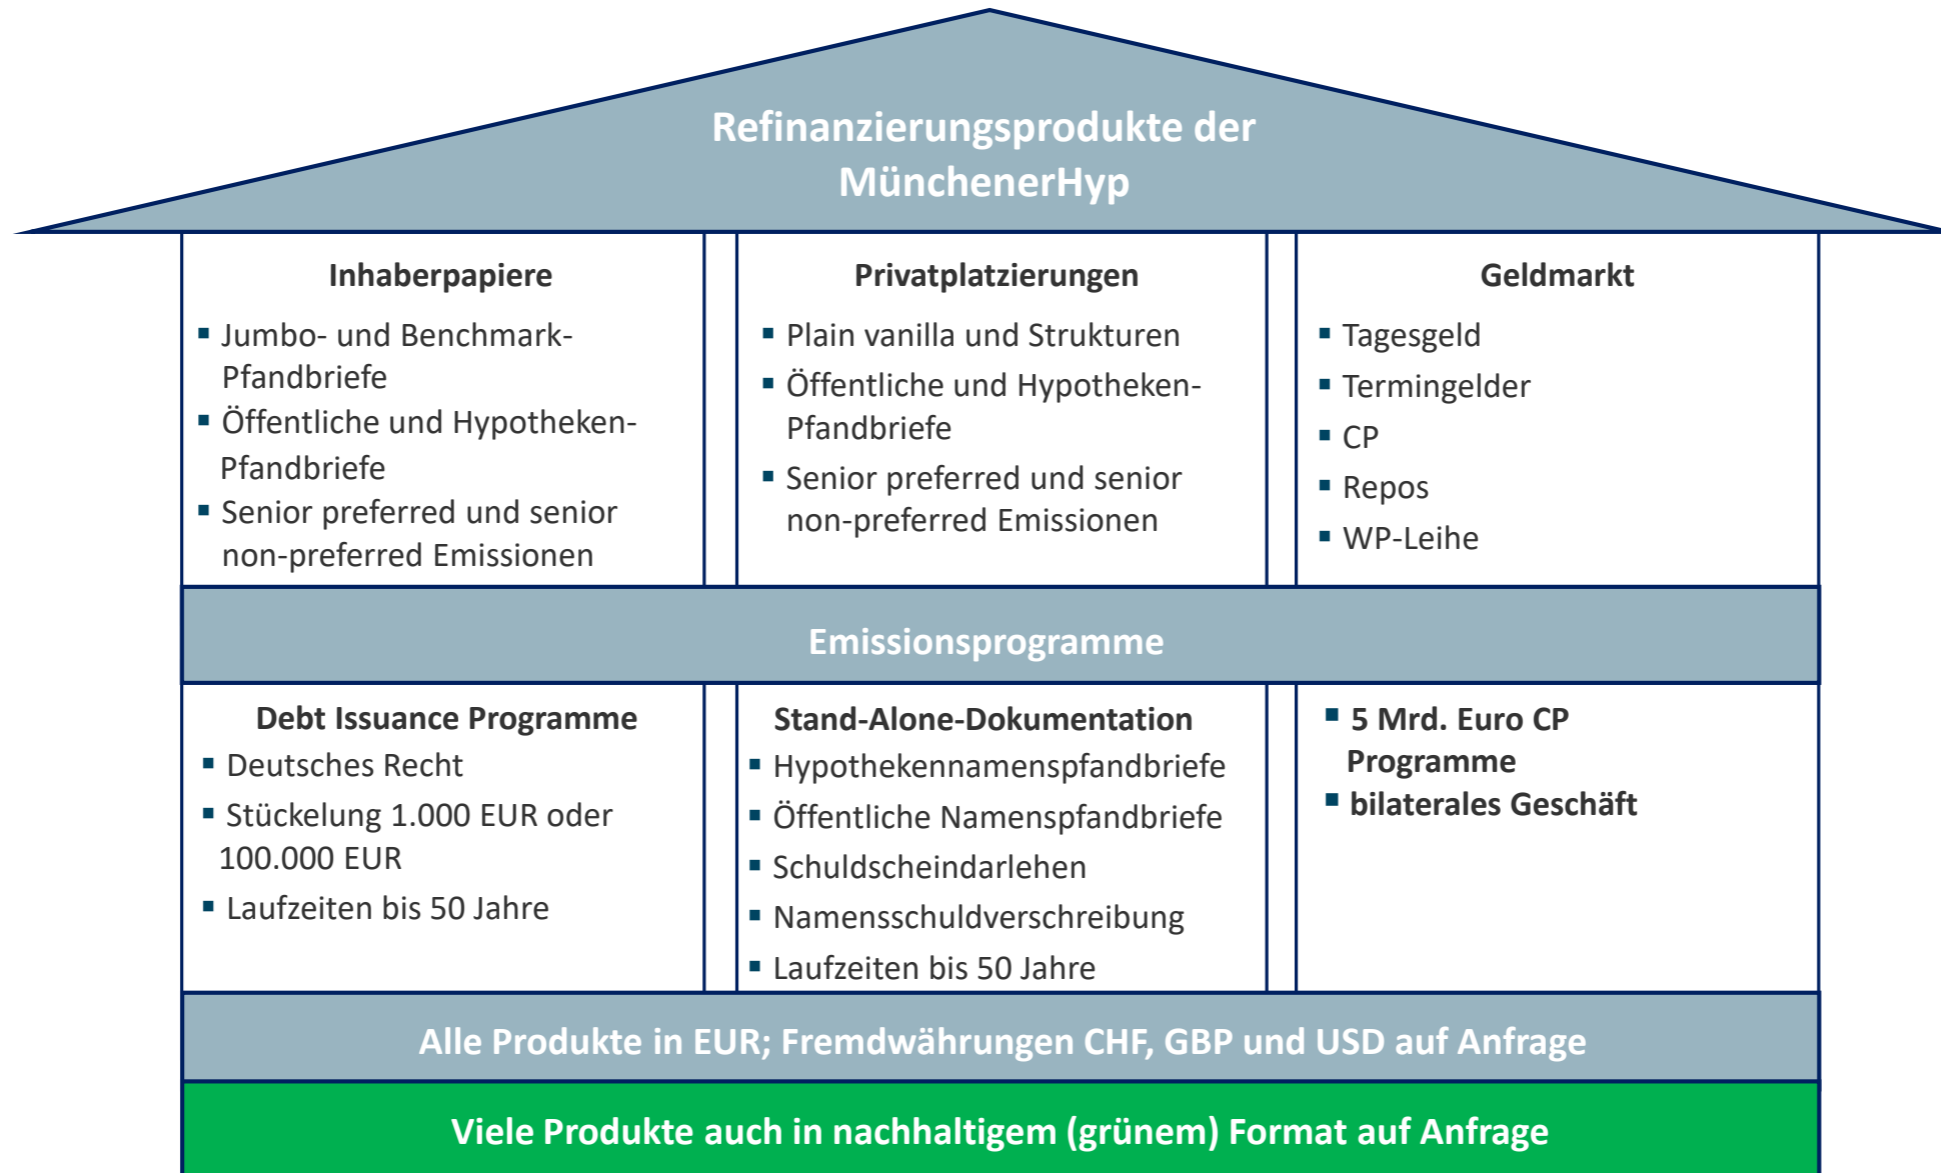 Refinanzierungsprodukte der
MünchenerHyp
Inhaberpapiere
▪ Jumbo- und Benchmark-
Pfandbriefe
▪ Öffentliche und Hypotheken-
Pfandbriefe
▪ Senior preferred und senior
non-preferred Emissionen
Privatplatzierungen
▪ Plain vanilla und Strukturen
▪ Öffentliche und Hypotheken-
Pfandbriefe
▪ Senior preferred und senior
non-preferred Emissionen
Geldmarkt
▪ Tagesgeld
▪ Termingelder
▪ CP
▪ Repos
▪ WP-Leihe
Emissionsprogramme
Debt Issuance Programme
▪ Deutsches Recht
▪ Stückelung 1.000 EUR oder
100.000 EUR
▪ Laufzeiten bis 50 Jahre
Stand-Alone-Dokumentation
▪ Hypothekennamenspfandbriefe
▪ Öffentliche Namenspfandbriefe
▪ Schuldscheindarlehen
▪ Namensschuldverschreibung
▪ Laufzeiten bis 50 Jahre
▪ 5 Mrd. Euro CP
Programme
▪ bilaterales Geschäft
Alle Produkte in EUR; Fremdwährungen CHF, GBP und USD auf Anfrage
Viele Produkte auch in nachhaltigem (grünem) Format auf Anfrage